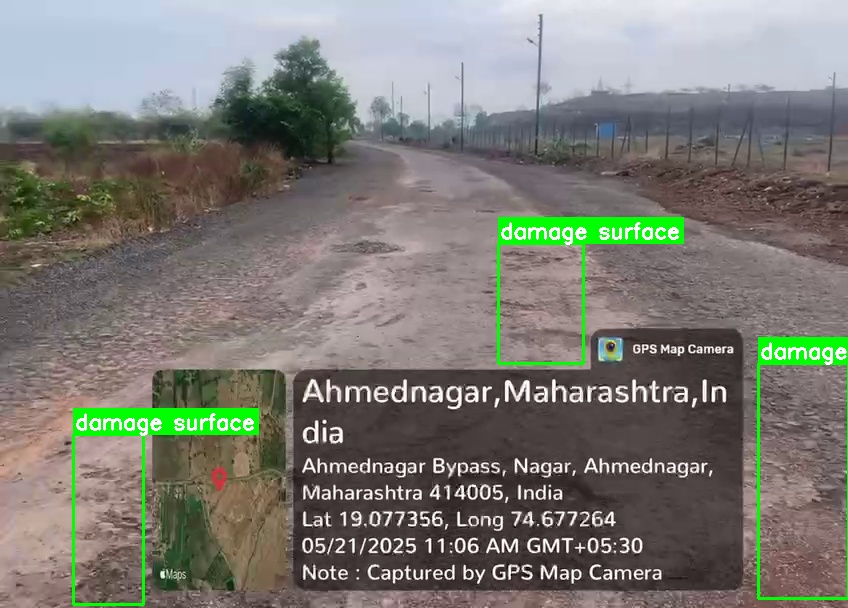 damage surface
GPS Map Camera
damage
damage surface
Ahmednagar,Maharashtra,In
dia
Ahmednagar Bypass, Nagar, Ahmednagar,
Maharashtra 414005, India
Lat 19.077356, Long 74.677264
05/21/2025 11:06 AM GMT+05:30
Note : Captured by GPS Map Camera
Maps